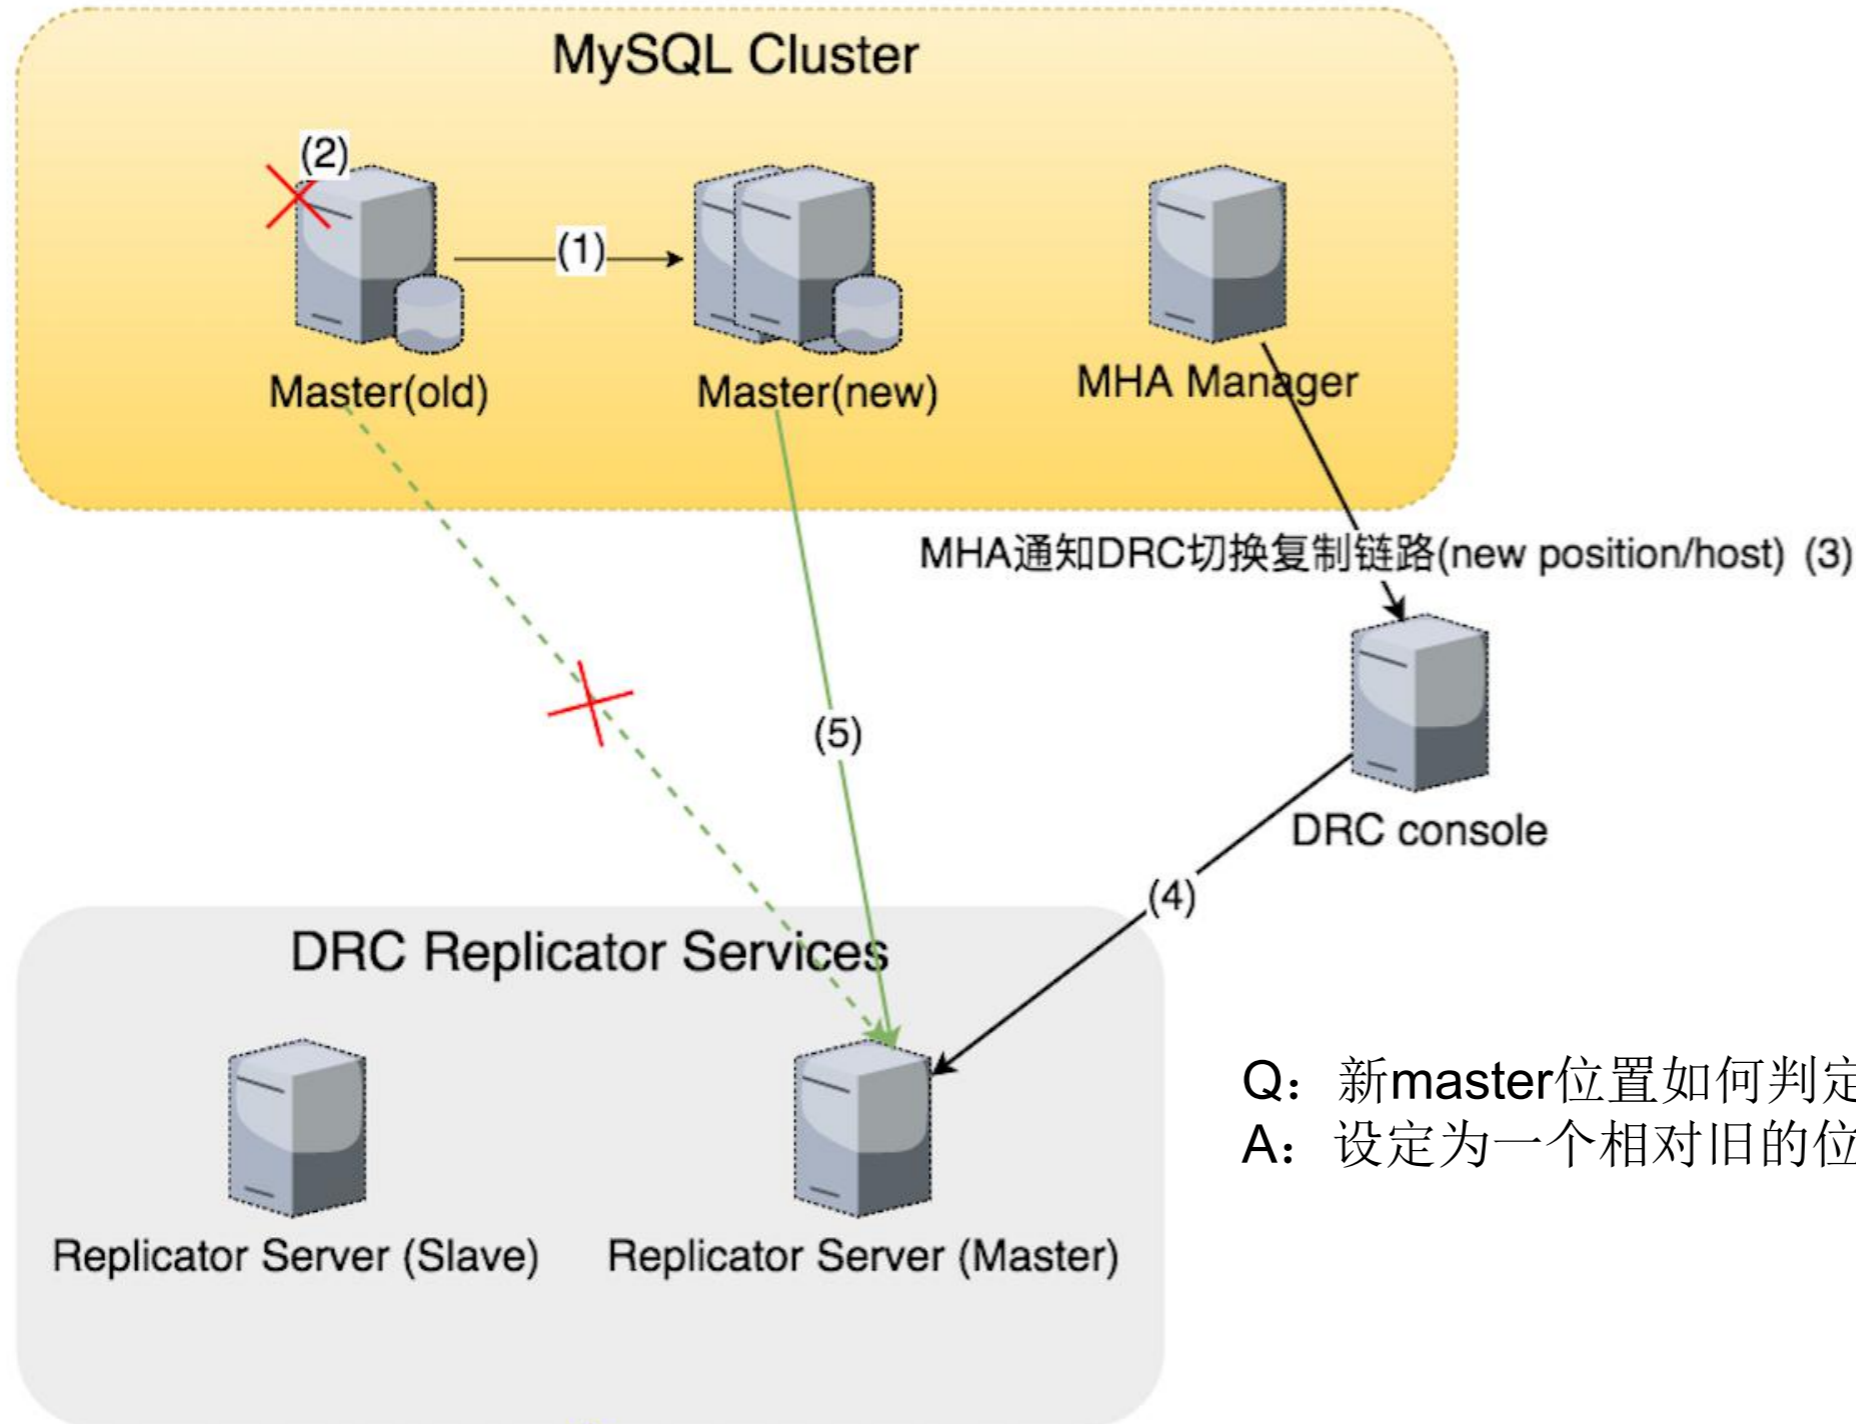 MySQL Cluster
(2)
(1)
Master(old)
Master(new)
MHA Manager
MHA通知DRC切换复制链路(new position/host) (3)
(5)
DRC console
(4)
DRC Replicator Services
Q：新master位置如何判定
A：设定为一个相对旧的位
Replicator Server (Slave)
Replicator Server (Master)